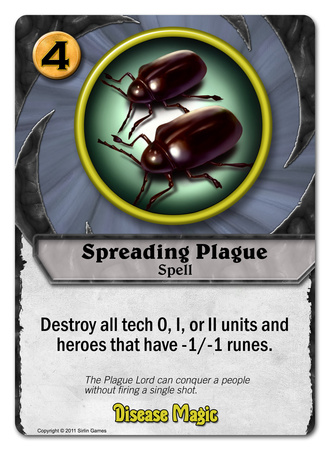 4
Spreading Plague
Spell
Destroy all tech 0, I, or II units and
heroes that have -1/-1 runes.
The Plague Lord can conquer a people
without firing a single shot.
Disease Magic
Copyright © 2011 Sirlin Games